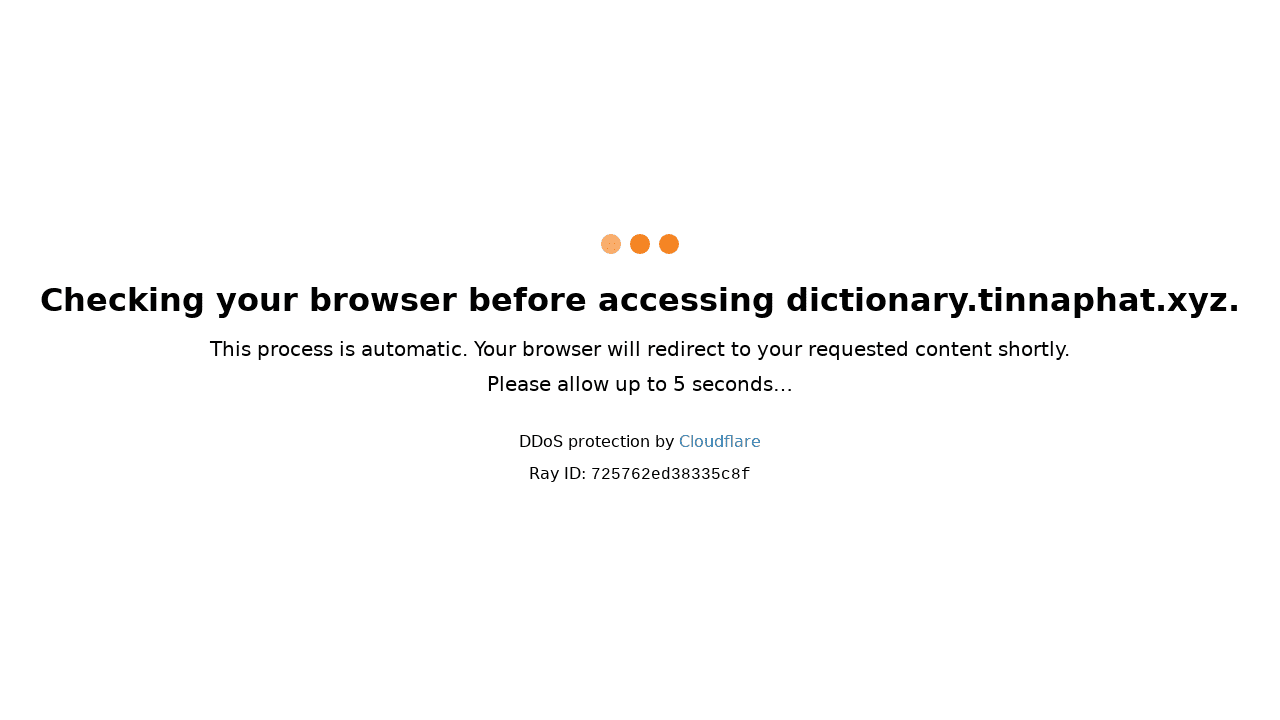 Checking your browser before accessing dictionary.tinnaphat.xyz.
This process is automatic. Your browser will redirect to your requested content shortly.
Please allow up to 5 seconds…
DDoS protection by Cloudflare
Ray ID: 725762ed38335c8f